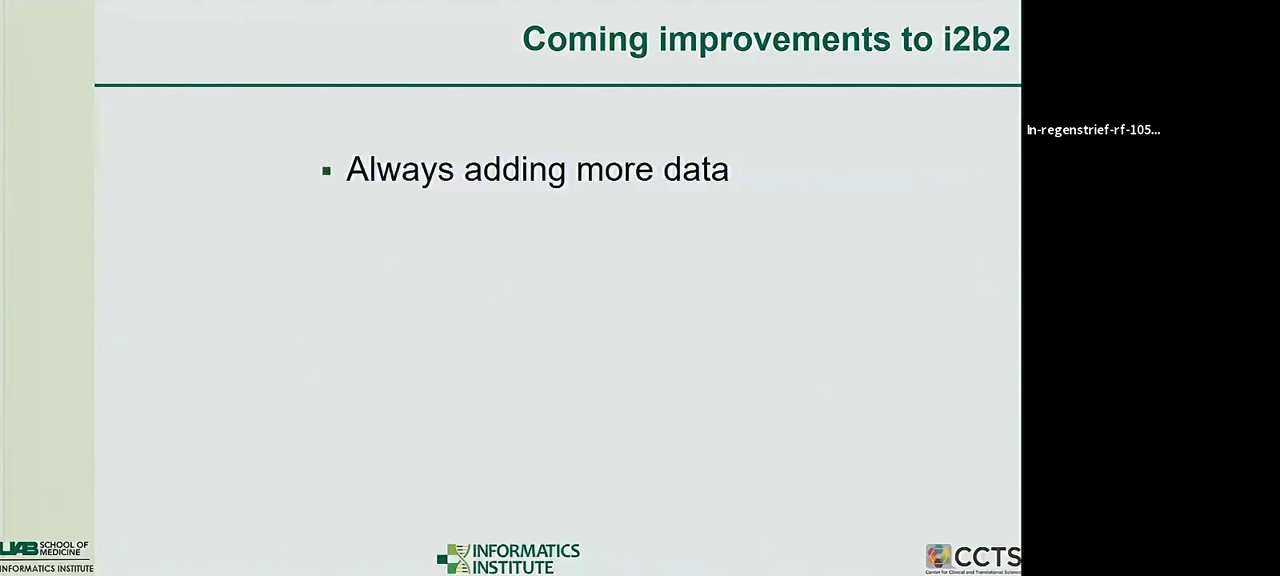 Coming improvements to i2b2
In-regenstrief-rf-105...
Always adding more data
UAB SCHOOL OF
MEDICINE
INFORMATICS INSTITUTE
INFORMATICS
INSTITUTE
CCTS
Center for Clinical and Translational Science